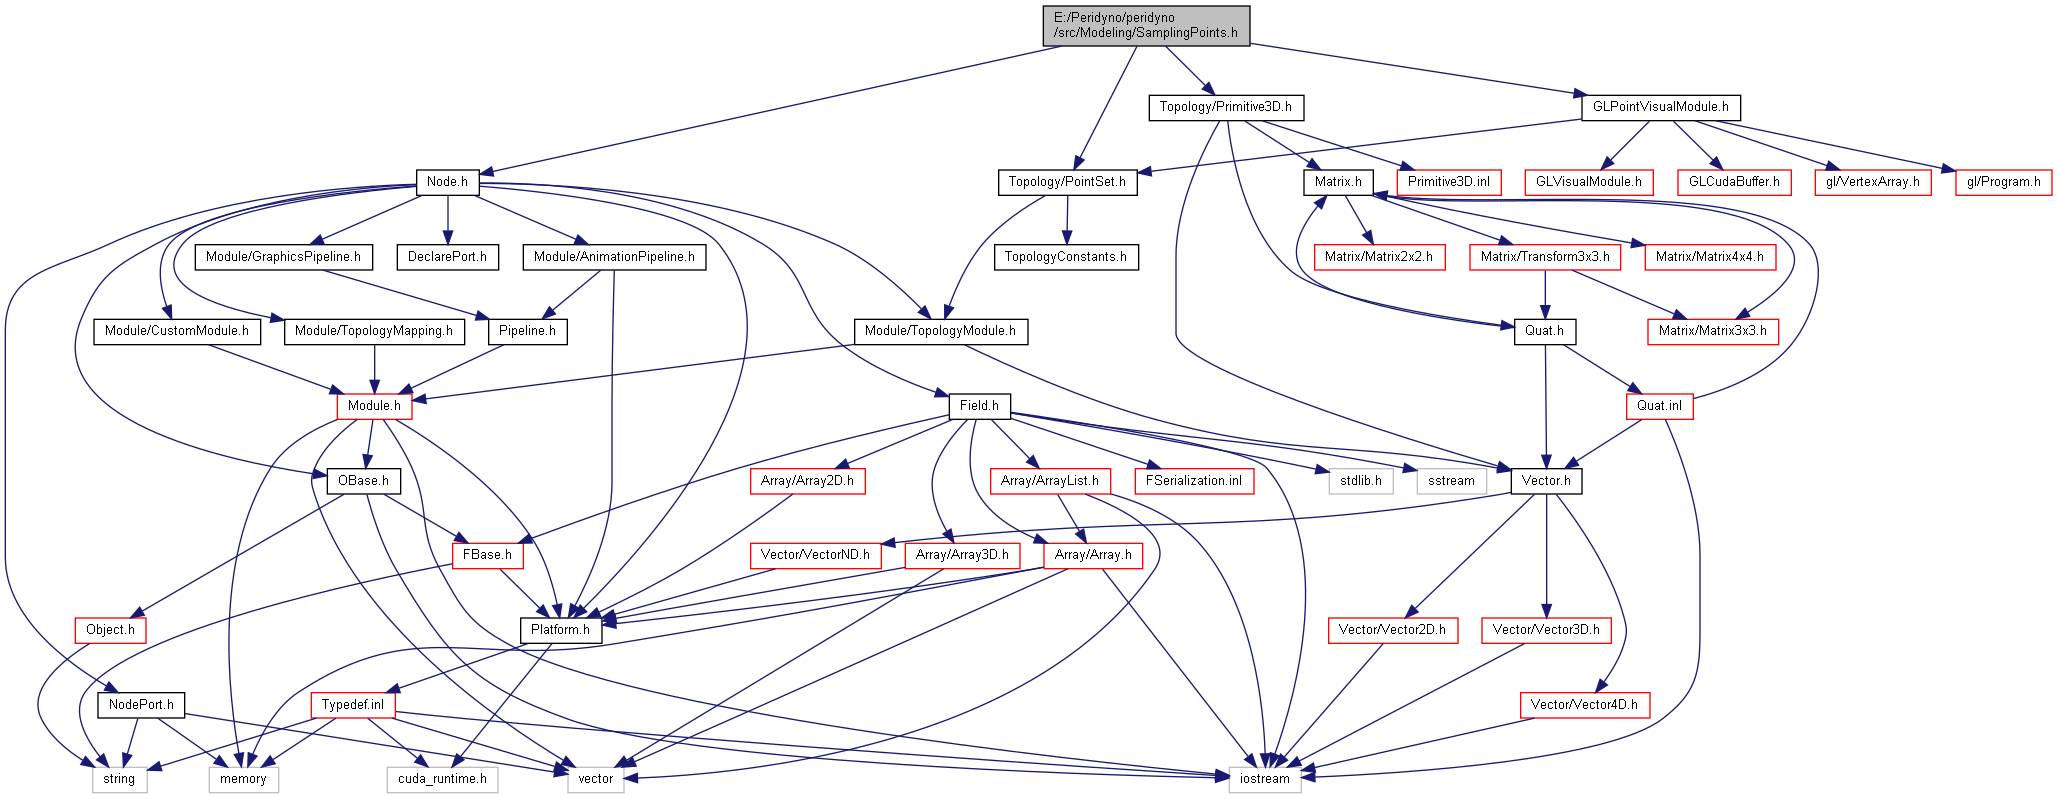 E:/Peridyno/peridyno
/src/Modeling/SamplingPoints.h
Topology/Primitive3D.h
GLPointVisualModule.h
Node.h
Topology/PointSet.h
Matrix.h
Primitive3D.inl
GLVisualModule.h
GLCudaBuffer.h
gl/VertexArray.h
gl/Program.h
Module/GraphicsPipeline.h
DeclarePort.h
Module/AnimationPipeline.h
TopologyConstants.h
Matrix/Matrix2x2.h
Matrix/Transform3x3.h
Matrix/Matrix4x4.h
Module/CustomModule.h
Module/TopologyMapping.h
Pipeline.h
Module/TopologyModule.h
Quat.h
Matrix/Matrix3x3.h
Module.h
Field.h
Quat.inl
OBase.h
Array/Array2D.h
Array/ArrayList.h
FSerialization.inl
stdlib.h
sstream
Vector.h
FBase.h
Vector/VectorND.h
Array/Array3D.h
Array/Array.h
Object.h
Platform.h
Vector/Vector2D.h
Vector/Vector3D.h
NodePort.h
Typedef.inl
Vector/Vector4D.h
string
memory
cuda_runtime.h
vector
iostream